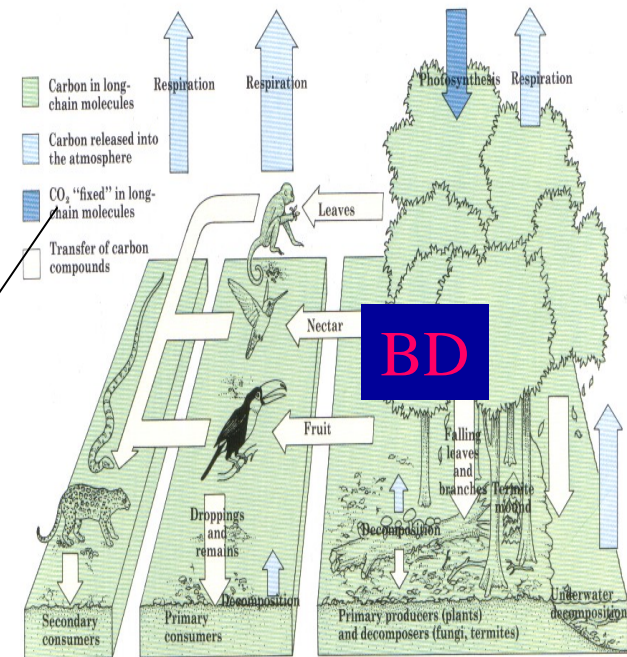 Respiration
Respiration
Photosynthesis
Respiration
Carbon in long-
chain molecules
Carbon released into
the atmosphere
CO₂ “fixed” in long-
chain molecules
Transfer of carbon
compounds
Leaves
Nectar
BD
Fruit
Falling
leaves
and
branches
Termite
mound
Droppings
and
remains
Decomposition
Decomposition
Underwater
decomposition
Secondary
consumers
Primary
consumers
Primary producers (plants)
and decomposers (fungi, termites)